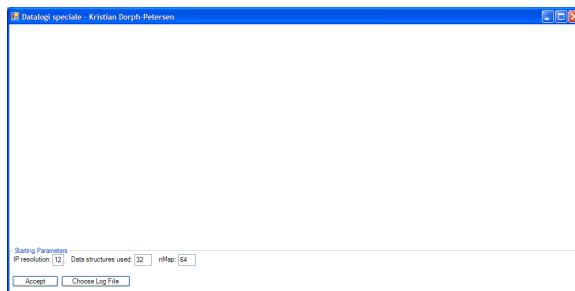 Datalogi speciale - Kristian Dorph-Petersen
Starting Parameters
IP resolution: 12 Data structures used: 32 nMap: 64
Accept Choose Log File